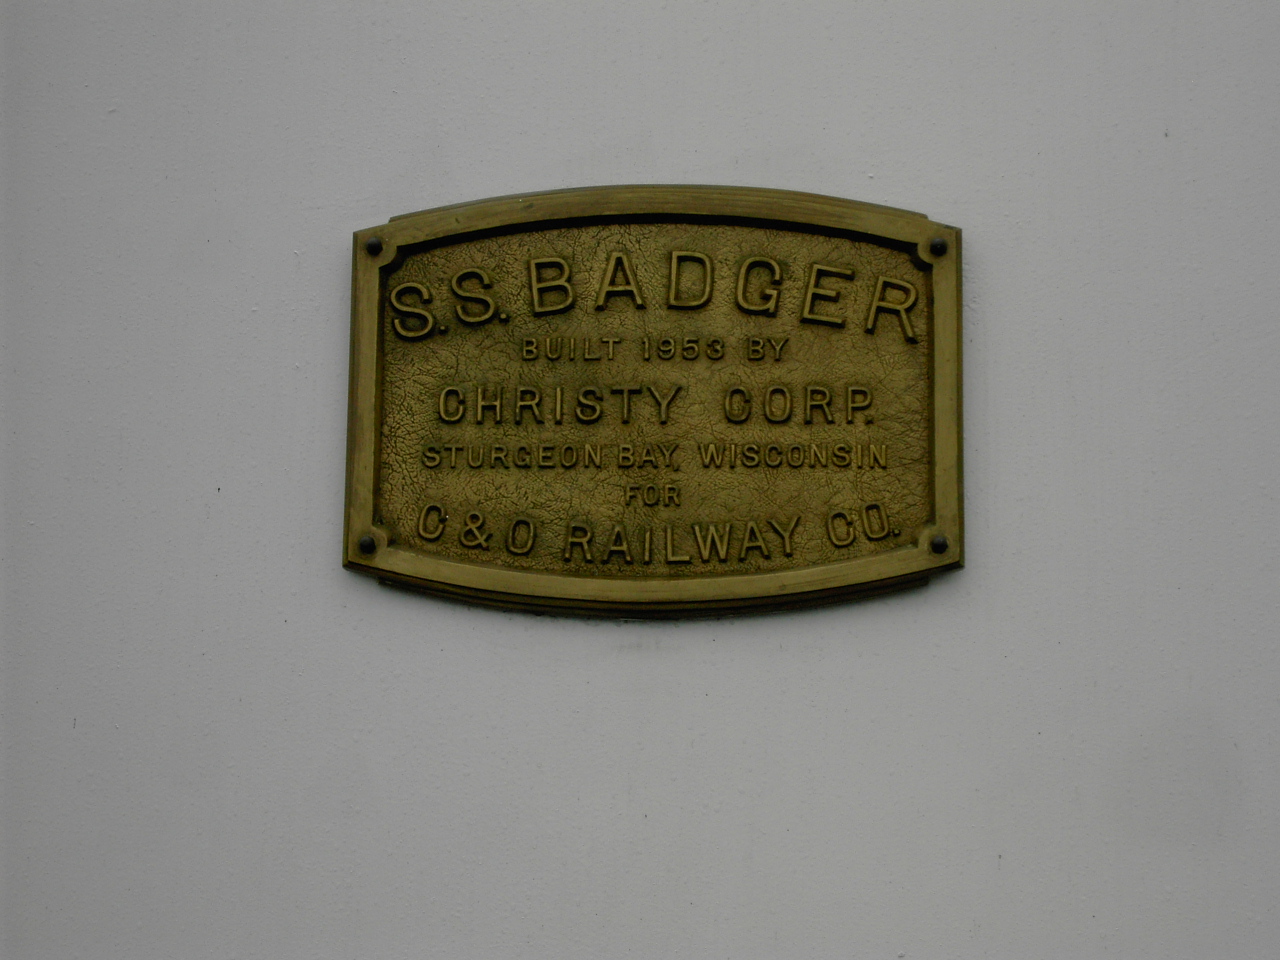 S.S. BADGER
BUILT 1953 BY
CHRISTY CORP.
STURGEON BAY, WISCONSIN
FOR
C & O RAILWAY CO.